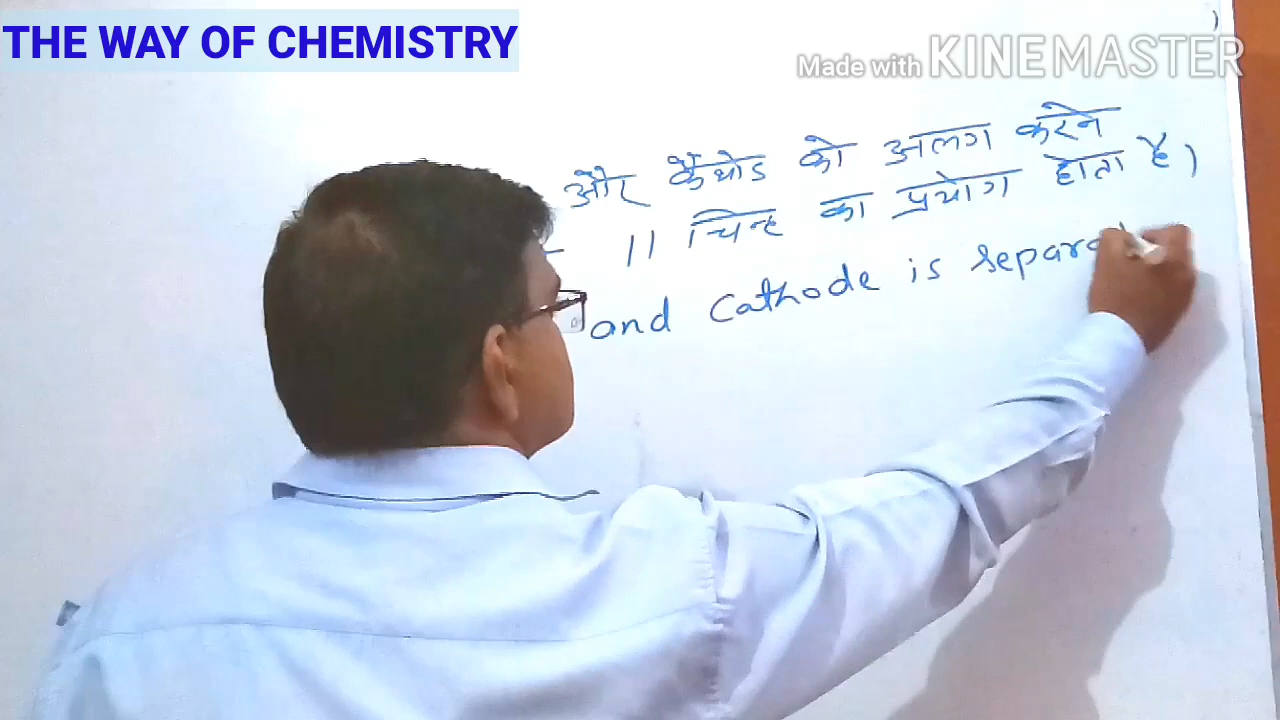 THE WAY OF CHEMISTRY
Made with KINEMASTER
और कैथोड को अलग करने
// चिन्ह का प्रयोग होता है।
and Cathode is separa